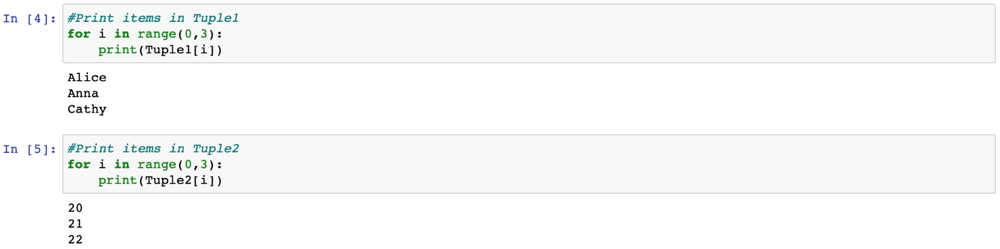 In [4]: #Print items in Tuple1
for i in range(0,3):
    print(Tuple1[i])
Alice
Anna
Cathy
In [5]: #Print items in Tuple2
for i in range(0,3):
    print(Tuple2[i])
20
21
22